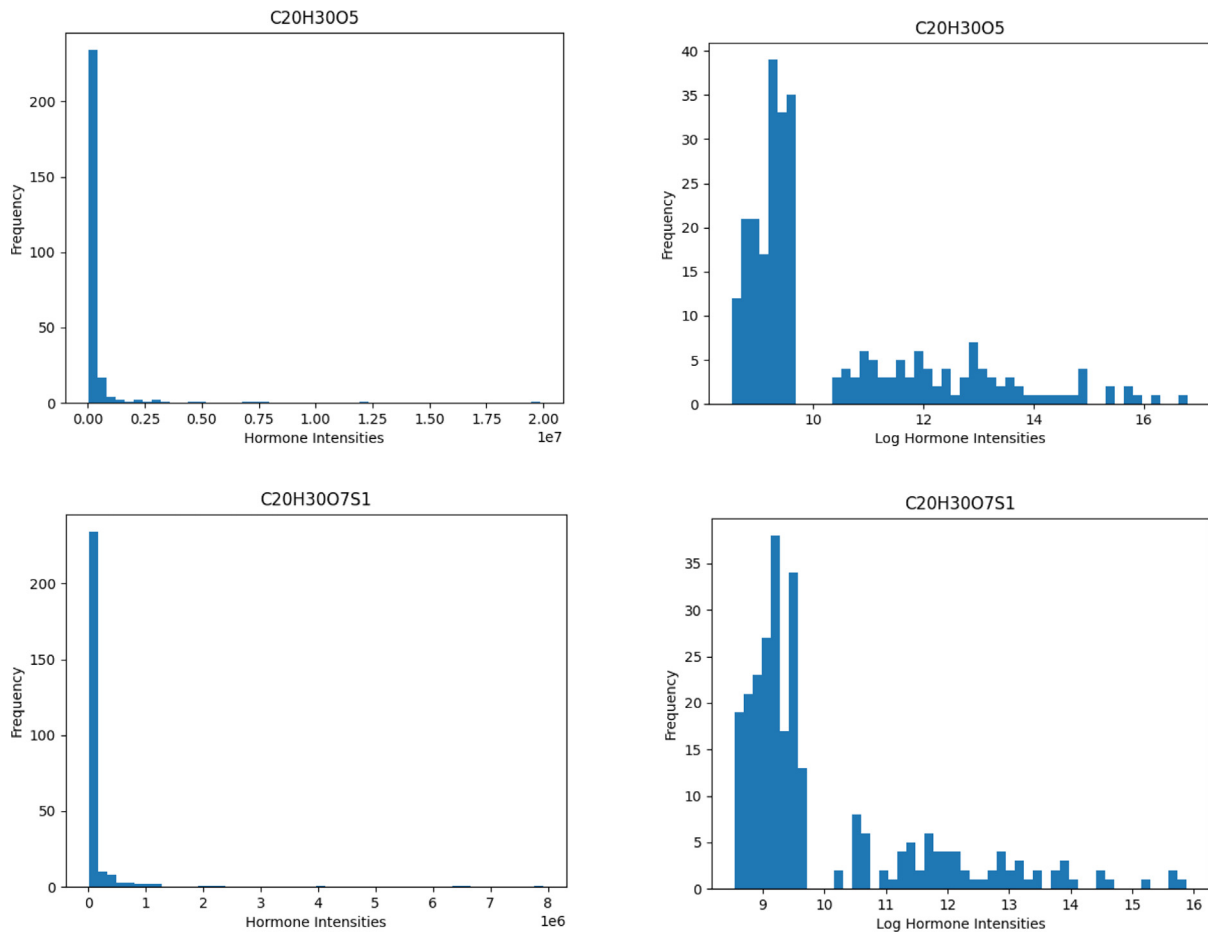 C20H30O5
200
150
100
50
0
Frequency
0.00 0.25 0.50 0.75 1.00 1.25 1.50 1.75 2.00
1e7
Hormone Intensities
C20H30O5
40
35
30
25
20
15
10
5
0
Frequency
10 12 14 16
Log Hormone Intensities
C20H30O7S1
200
150
100
50
0
Frequency
0 1 2 3 4 5 6 7 8
1e6
Hormone Intensities
C20H30O7S1
35
30
25
20
15
10
5
0
Frequency
9 10 11 12 13 14 15 16
Log Hormone Intensities